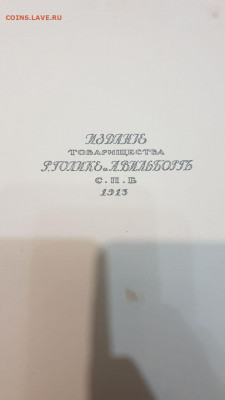 COINS.LAVE.RU
ИЗДАНІЕ
ТОВАРИЩЕСТВА
Р. ГОЛИКЕ и А. ВИЛЬБОРГЪ
С. П. Б.
1913